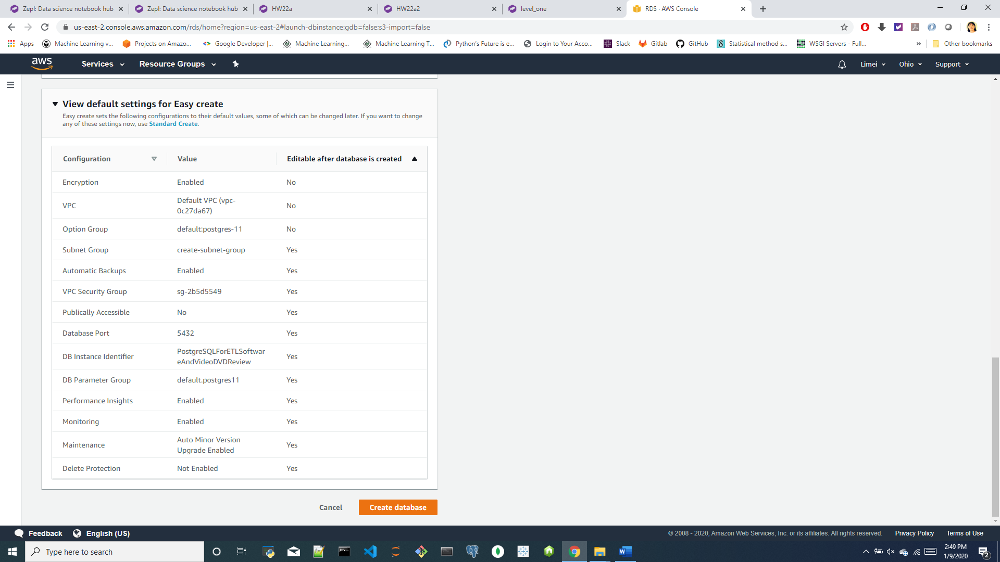 Zepl: Data science notebook hub
Zepl: Data science notebook hub
HW22a
HW22a2
level_one
RDS · AWS Console
us-east-2.console.aws.amazon.com/rds/home?region=us-east-2#launch-dbinstance:gdb=false;s3-import=false
Apps
Machine Learning v...
Projects on Amazo...
Google Developer |...
Machine Learning...
Machine Learning T...
Python's Future is e...
Login to Your Acco...
Slack
Gitlab
GitHub
Statistical method s...
WSGI Servers - Full...
»
Other bookmarks
aws
Services
Resource Groups
Limei
Ohio
Support
View default settings for Easy create
Easy create sets the following configurations to their default values, some of which can be changed later. If you want to change
any of these settings now, use Standard Create.
Configuration Value Editable after database is created
Encryption Enabled No
VPC Default VPC (vpc-
0c27da67) No
Option Group default:postgres-11 No
Subnet Group create-subnet-group Yes
Automatic Backups Enabled Yes
VPC Security Group sg-2b5d5549 Yes
Publically Accessible No Yes
Database Port 5432 Yes
DB Instance Identifier PostgreSQLForETLSoftwar
eAndVideoDVDReview Yes
DB Parameter Group default.postgres11 Yes
Performance Insights Enabled Yes
Monitoring Enabled Yes
Maintenance Auto Minor Version
Upgrade Enabled Yes
Delete Protection Not Enabled Yes
Cancel
Create database
Feedback
English (US)
© 2008 - 2020, Amazon Web Services, Inc. or its affiliates. All rights reserved.
Privacy Policy
Terms of Use
Type here to search
2:49 PM
1/9/2020
2